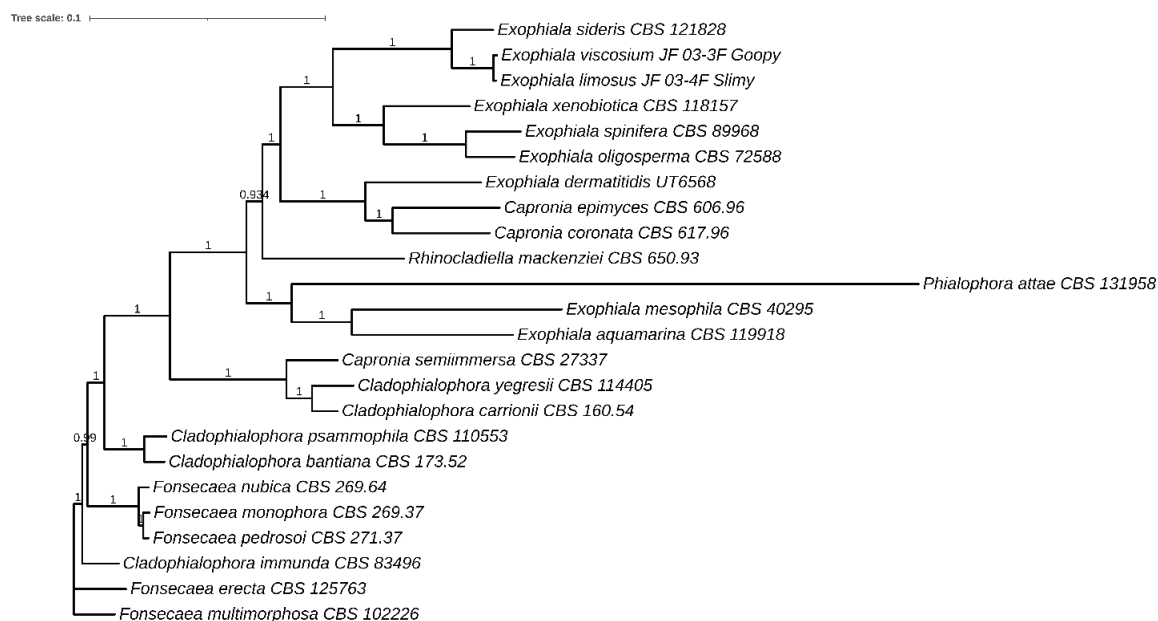 Tree scale: 0.1
Exophiala sideris CBS 121828
1
Exophiala viscosium JF 03-3F Goopy
1
Exophiala limosus JF 03-4F Slimy
1
Exophiala xenobiotica CBS 118157
1
Exophiala spinifera CBS 89968
1
1
Exophiala oligosperma CBS 72588
Exophiala dermatitidis UT6568
0.934
1
Capronia epimyces CBS 606.96
1
Capronia coronata CBS 617.96
1
Rhinocladiella mackenziei CBS 650.93
Phialophora attae CBS 131958
1
Exophiala mesophila CBS 40295
1
1
Exophiala aquamarina CBS 119918
Capronia semiimmersa CBS 27337
1
1
Cladophialophora yegresii CBS 114405
1
Cladophialophora carrionii CBS 160.54
0.99
Cladophialophora psammophila CBS 110553
1
Cladophialophora bantiana CBS 173.52
Fonsecaea nubica CBS 269.64
1
1
Fonsecaea monophora CBS 269.37
Fonsecaea pedrosoi CBS 271.37
Cladophialophora immunda CBS 83496
Fonsecaea erecta CBS 125763
Fonsecaea multimorphosa CBS 102226